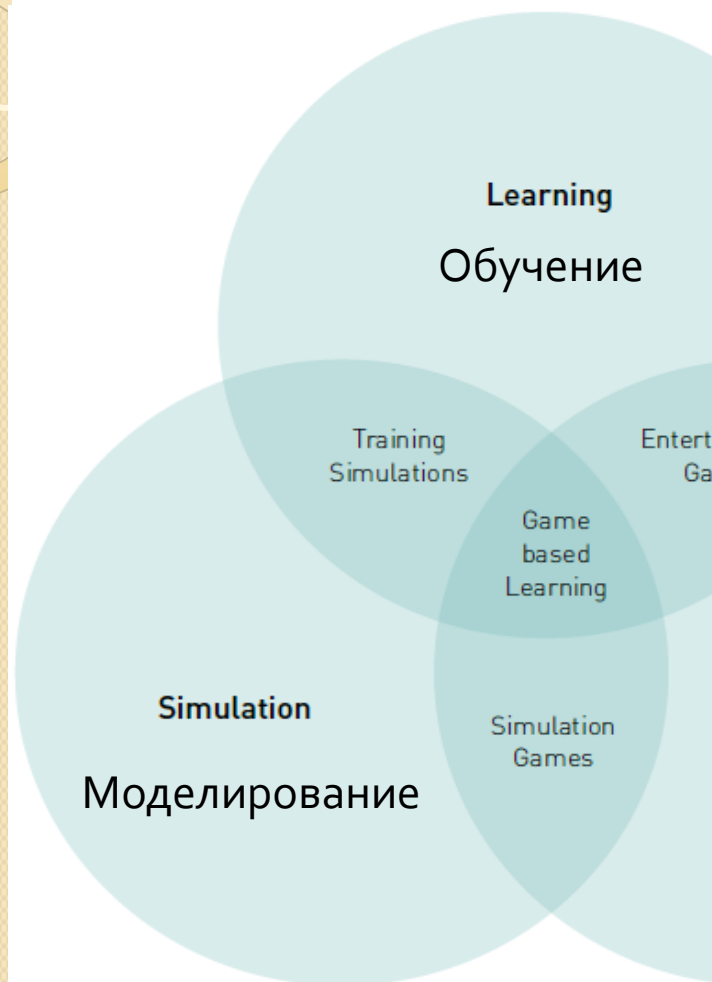 Learning
Обучение
Training
Simulations
Game
based
Learning
Simulation
Моделирование
Simulation
Games